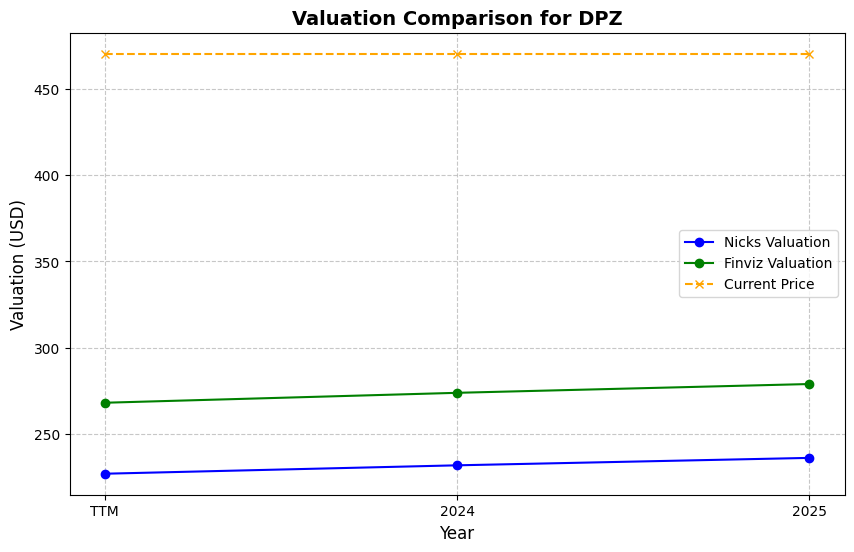 Valuation Comparison for DPZ
Valuation (USD)
450
400
350
300
250
Nicks Valuation
Finviz Valuation
Current Price
TTM
2024
2025
Year